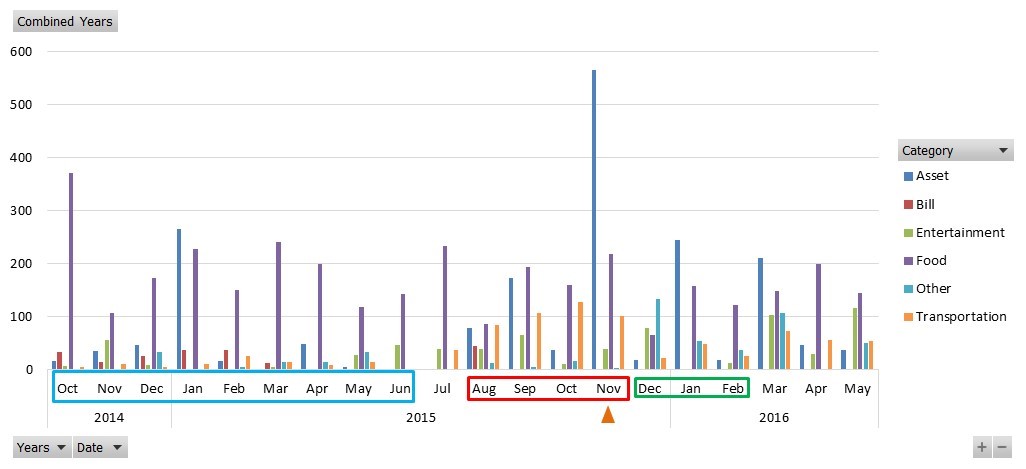 Combined Years
600
500
400
300
200
100
0
Category
Asset
Bill
Entertainment
Food
Other
Transportation
Oct Nov Dec Jan Feb Mar Apr May Jun Jul Aug Sep Oct Nov Dec Jan Feb Mar Apr May
2014 2015 2016
Years Date + −